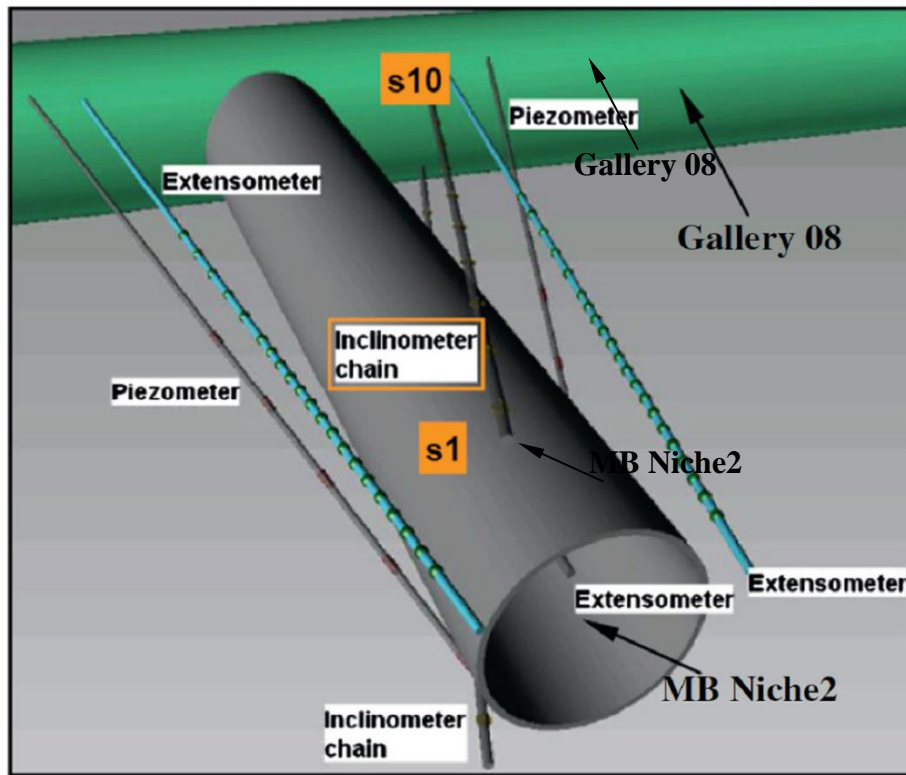 s10
Piezometer
Gallery 08
Extensometer
Gallery 08
Inclinometer
chain
Piezometer
s1
MB Niche2
Extensometer
Extensometer
MB Niche2
Inclinometer
chain